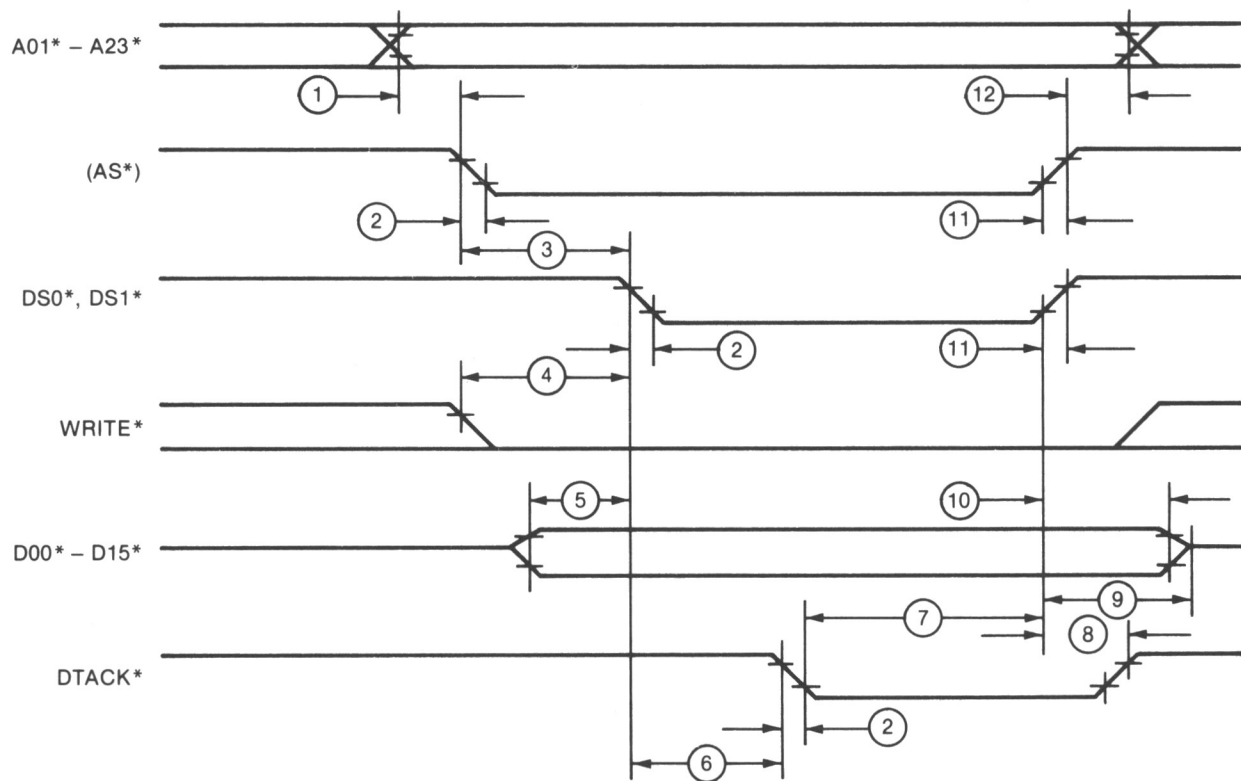 A01* – A23*
1
12
(AS*)
2
11
3
DS0*, DS1*
2
11
4
WRITE*
5
10
D00* – D15*
9
7
8
DTACK*
2
6